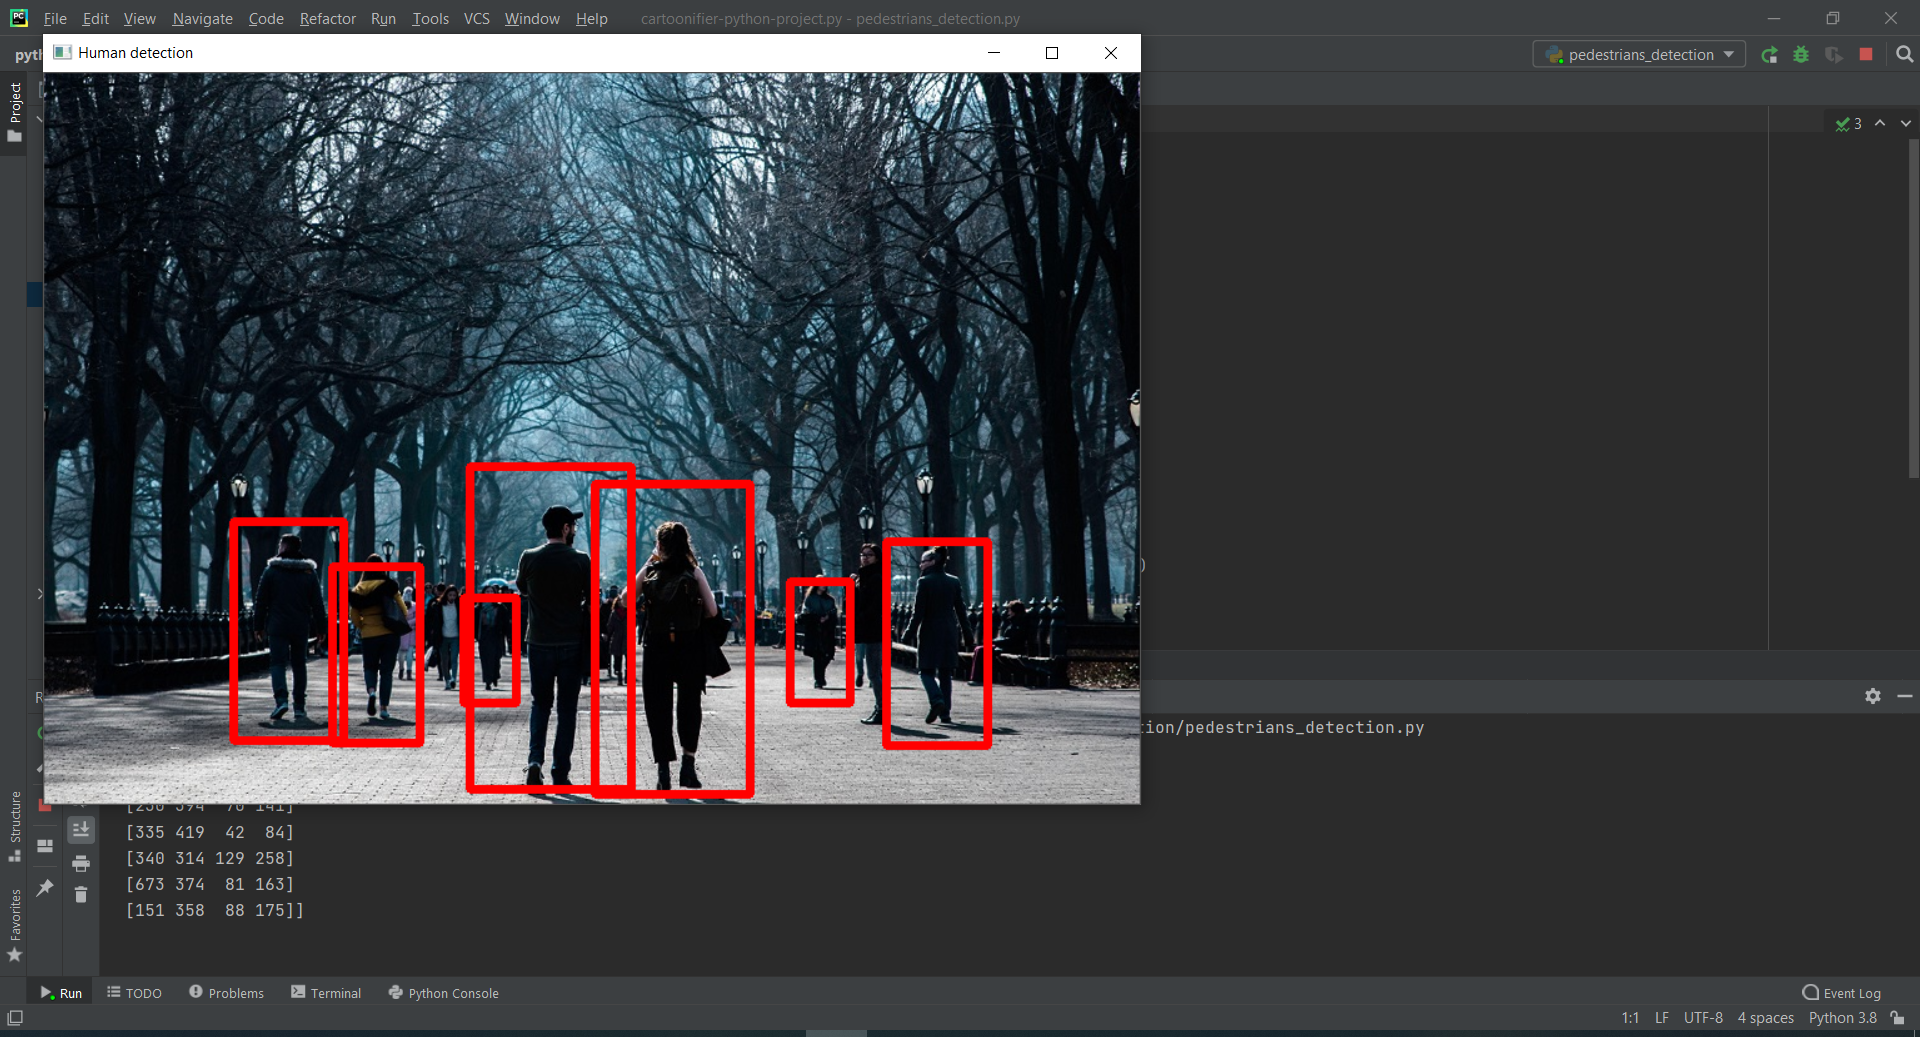 PC File Edit View Navigate Code Refactor Run Tools VCS Window Help cartoonifier-python-project.py - pedestrians_detection.py
pyth
Human detection
pedestrians_detection
Project
3
)
tion/pedestrians_detection.py
[335 419  42  84]
[340 314 129 258]
[673 374  81 163]
[151 358  88 175]]
Structure
Favorites
Run TODO Problems Terminal Python Console Event Log
1:1 LF UTF-8 4 spaces Python 3.8